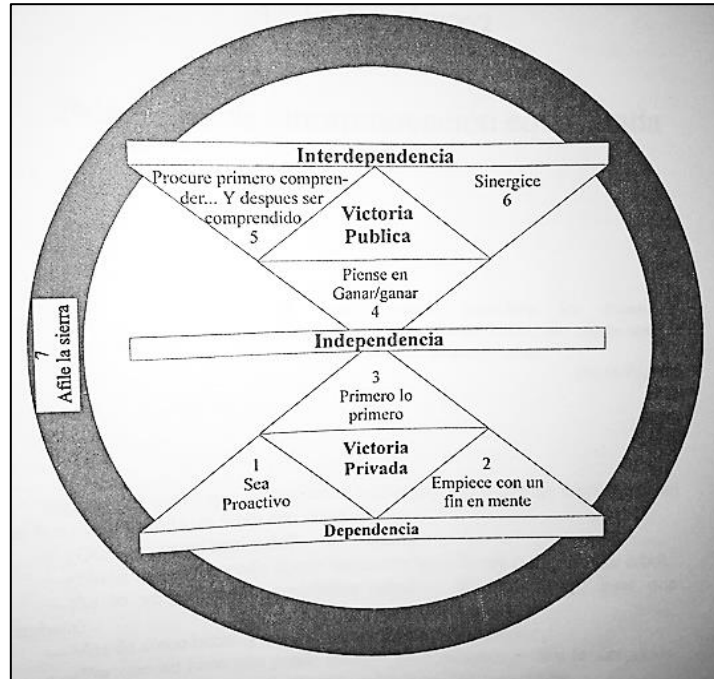 Interdependencia
Procure primero compren-
der... Y despues ser
comprendido
5
Sinergice
6
Victoria
Publica
Piense en
Ganar/ganar
4
Independencia
7
Afile la sierra
3
Primero lo
primero
Victoria
Privada
1
Sea
Proactivo
2
Empiece con un
fin en mente
Dependencia